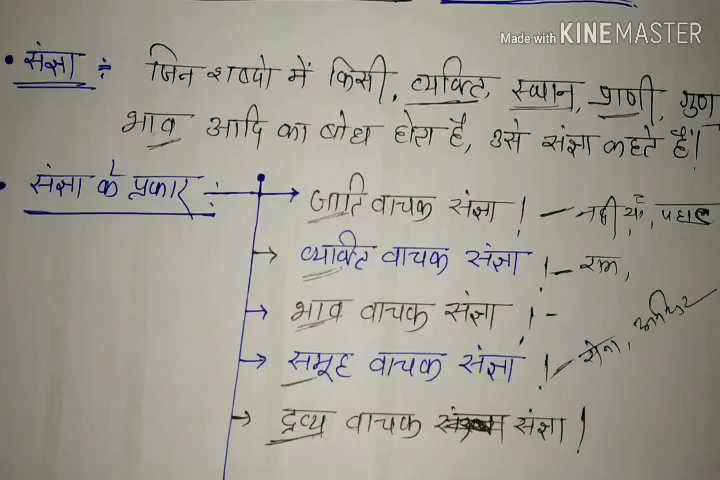 Made with KINEMASTER
• संज्ञा ÷ जिन शब्दो में किसी, व्यक्ति, स्थान, प्राणी, गुण
भाव आदि का बोध होता है, उसे संज्ञा कहते हैं।
• संज्ञा के प्रकार ÷ → जाति वाचक संज्ञा ! – नदीयाँ, पहाड़
→ व्यक्ति वाचक संज्ञा ! – राम,
→ भाव वाचक संज्ञा ! –
→ समूह वाचक संज्ञा ! – सेना,
→ द्रव्य वाचक संज्ञा !